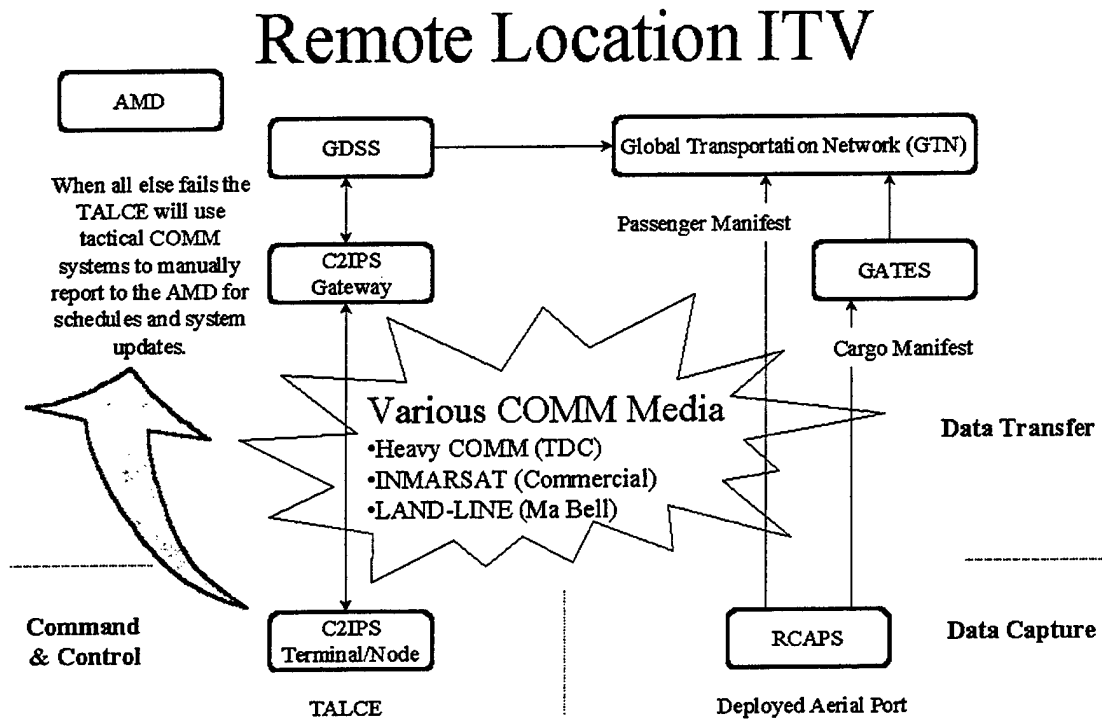 Remote Location ITV
AMD
GDSS
Global Transportation Network (GTN)
When all else fails the
TALCE will use
tactical COMM
systems to manually
report to the AMD for
schedules and system
updates.
Passenger Manifest
C2IPS
Gateway
GATES
Cargo Manifest
Various COMM Media
•Heavy COMM (TDC)
•INMARSAT (Commercial)
•LAND-LINE (Ma Bell)
Data Transfer
Command
& Control
C2IPS
Terminal/Node
RCAPS
Data Capture
TALCE
Deployed Aerial Port